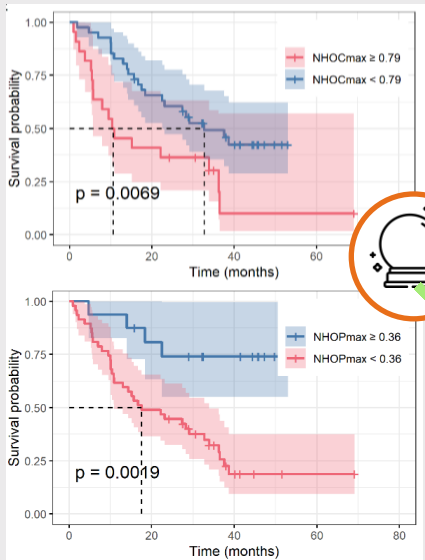 Survival probability
1.00
0.75
0.50
0.25
0.00
NHOCmax ≥ 0.79
NHOCmax < 0.79
p = 0.0069
0
20
40
60
Time (months)
Survival probability
1.00
0.75
0.50
0.25
0.00
NHOPmax ≥ 0.36
NHOPmax < 0.36
p = 0.0019
0
20
40
60
80
Time (months)